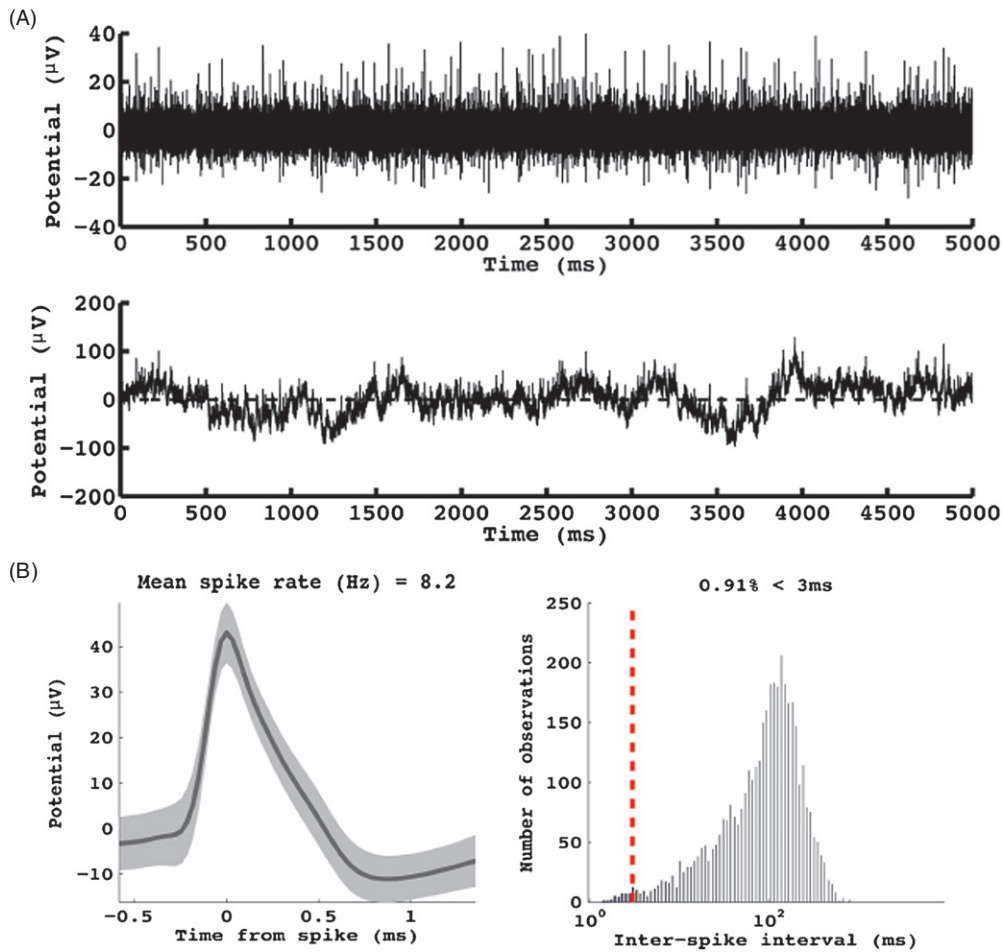 (A)
Potential (μV)
40
20
0
−20
−40
0 500 1000 1500 2000 2500 3000 3500 4000 4500 5000
Time (ms)
Potential (μV)
200
100
0
−100
−200
0 500 1000 1500 2000 2500 3000 3500 4000 4500 5000
Time (ms)
(B)
Mean spike rate (Hz) = 8.2
Potential (μV)
40
30
20
10
0
−10
−0.5 0 0.5 1
Time from spike (ms)
0.91% < 3ms
Number of observations
250
200
150
100
50
0
10⁰ 10²
Inter-spike interval (ms)